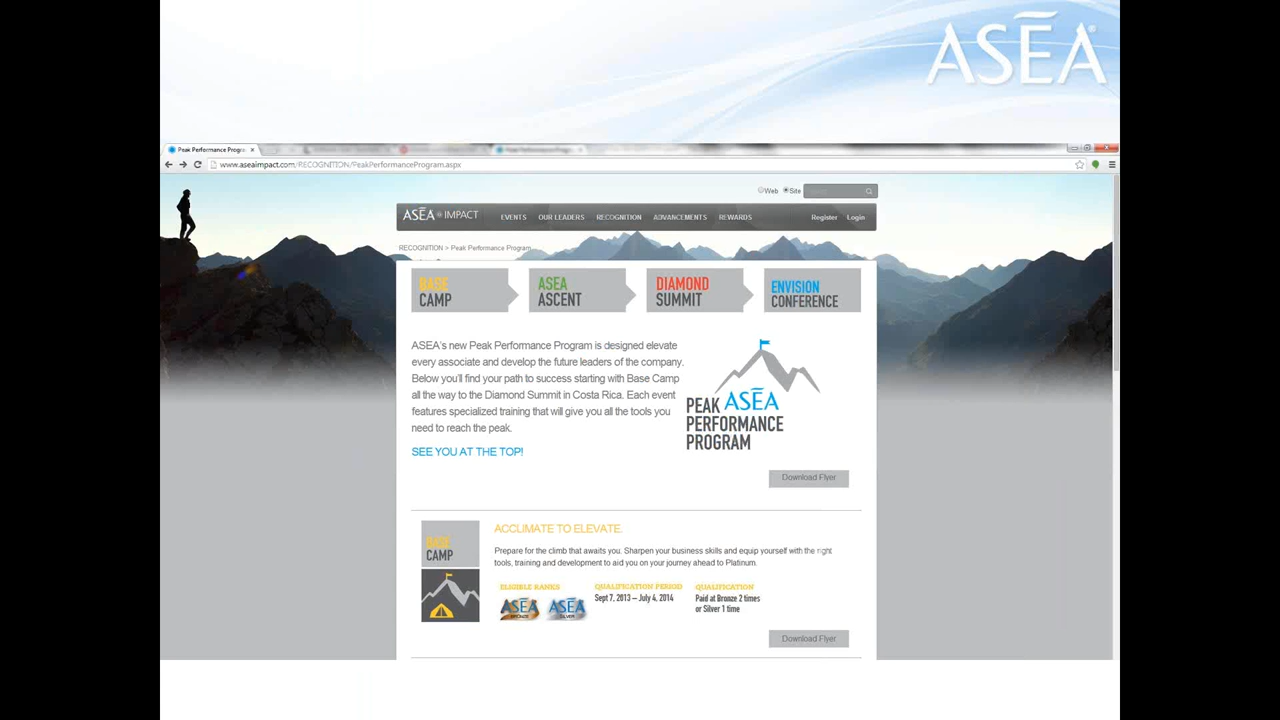 ASEA®
Peak Performance Progra
www.aseaimpact.com/RECOGNITION/PeakPerformanceProgram.aspx
Web Site
ASEA IMPACT EVENTS OUR LEADERS RECOGNITION ADVANCEMENTS REWARDS Register Login
RECOGNITION > Peak Performance Program
BASE
CAMP
ASEA
ASCENT
DIAMOND
SUMMIT
ENVISION
CONFERENCE
ASEA's new Peak Performance Program is designed elevate
every associate and develop the future leaders of the company.
Below you'll find your path to success starting with Base Camp
all the way to the Diamond Summit in Costa Rica. Each event
features specialized training that will give you all the tools you
need to reach the peak.
SEE YOU AT THE TOP!
PEAK ASEA
PERFORMANCE
PROGRAM
Download Flyer
BASE
CAMP
ACCLIMATE TO ELEVATE.
Prepare for the climb that awaits you. Sharpen your business skills and equip yourself with the right
tools, training and development to aid you on your journey ahead to Platinum.
ELIGIBLE RANKS
ASEA
BRONZE
ASEA
SILVER
QUALIFICATION PERIOD
Sept 7, 2013 – July 4, 2014
QUALIFICATION
Paid at Bronze 2 times
or Silver 1 time
Download Flyer